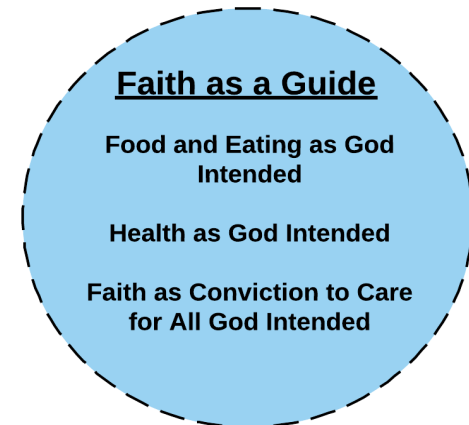 Faith as a Guide
Food and Eating as God
Intended
Health as God Intended
Faith as Conviction to Care
for All God Intended